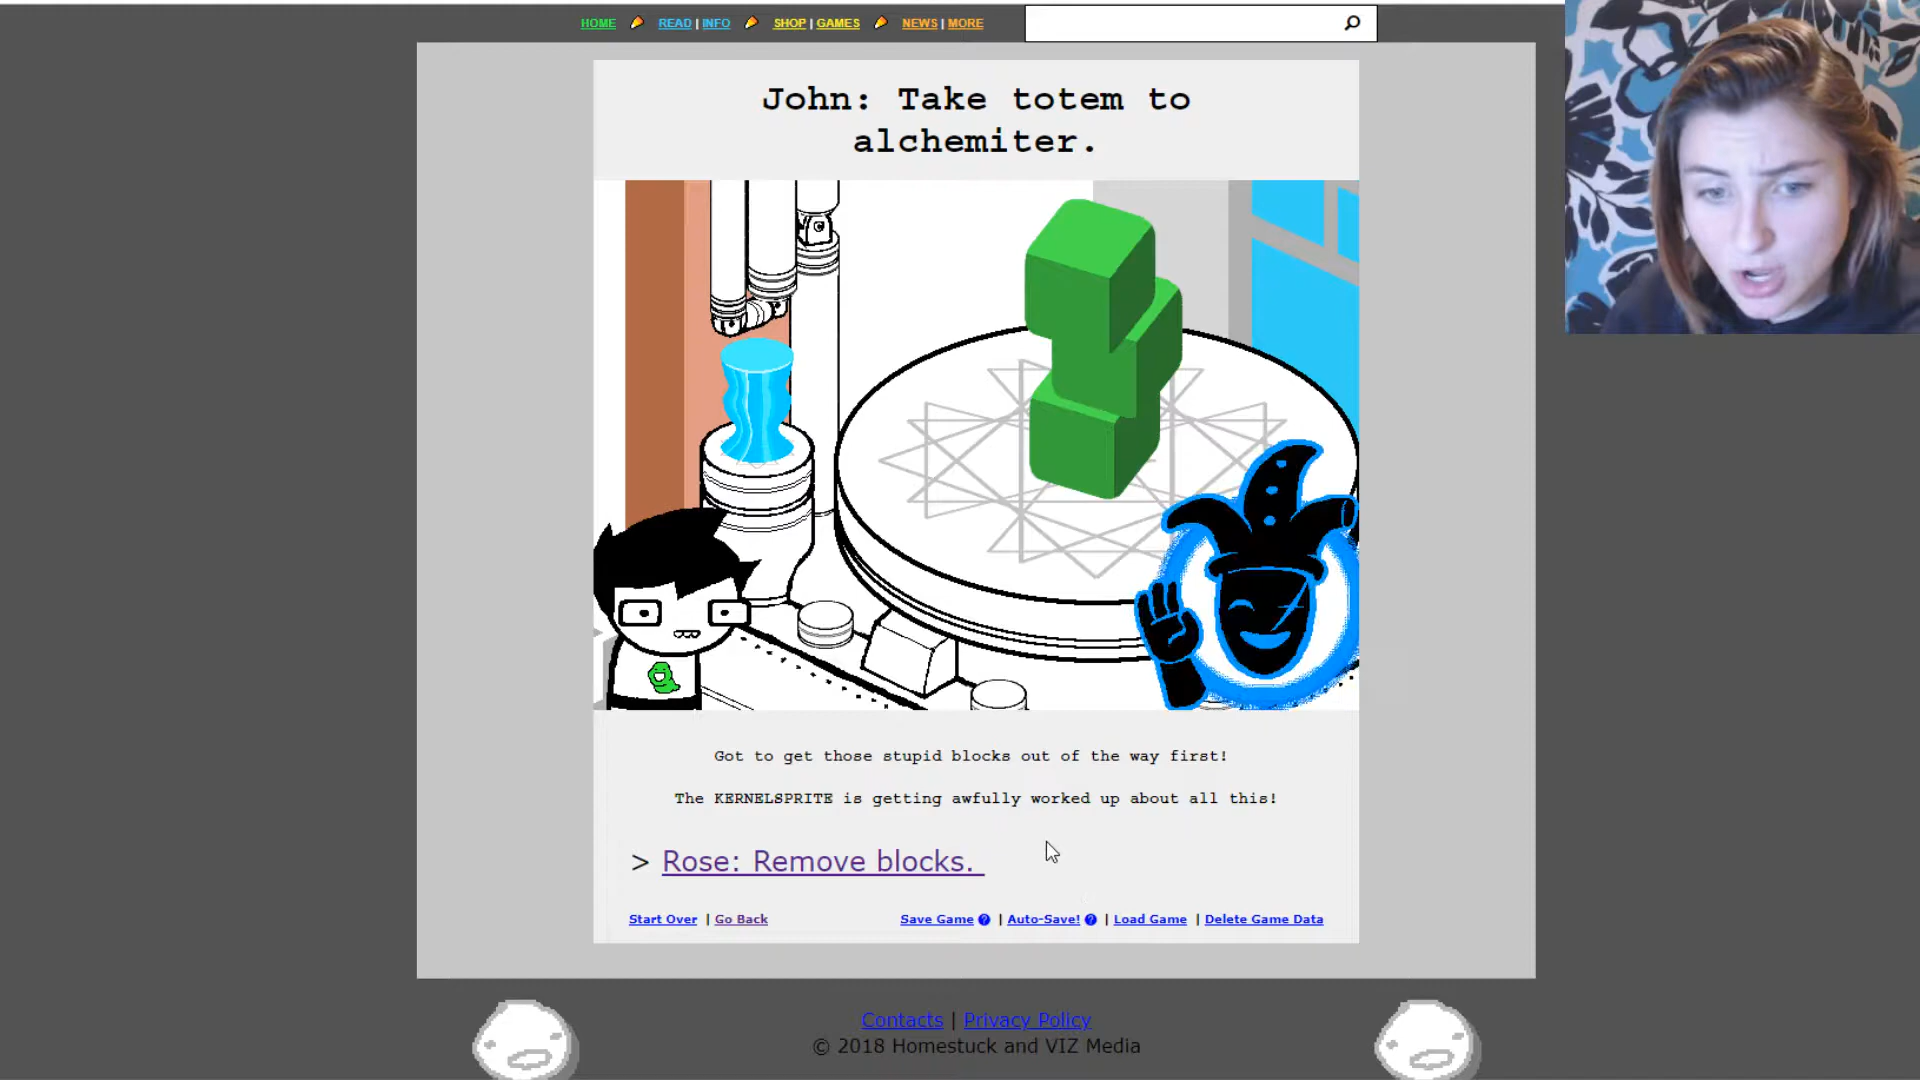 HOME READ | INFO SHOP | GAMES NEWS | MORE
John: Take totem to
alchemiter.
Got to get those stupid blocks out of the way first!
The KERNELSPRITE is getting awfully worked up about all this!
> Rose: Remove blocks.
Start Over | Go Back Save Game ? | Auto-Save! ? | Load Game | Delete Game Data
Contacts | Privacy Policy
© 2018 Homestuck and VIZ Media